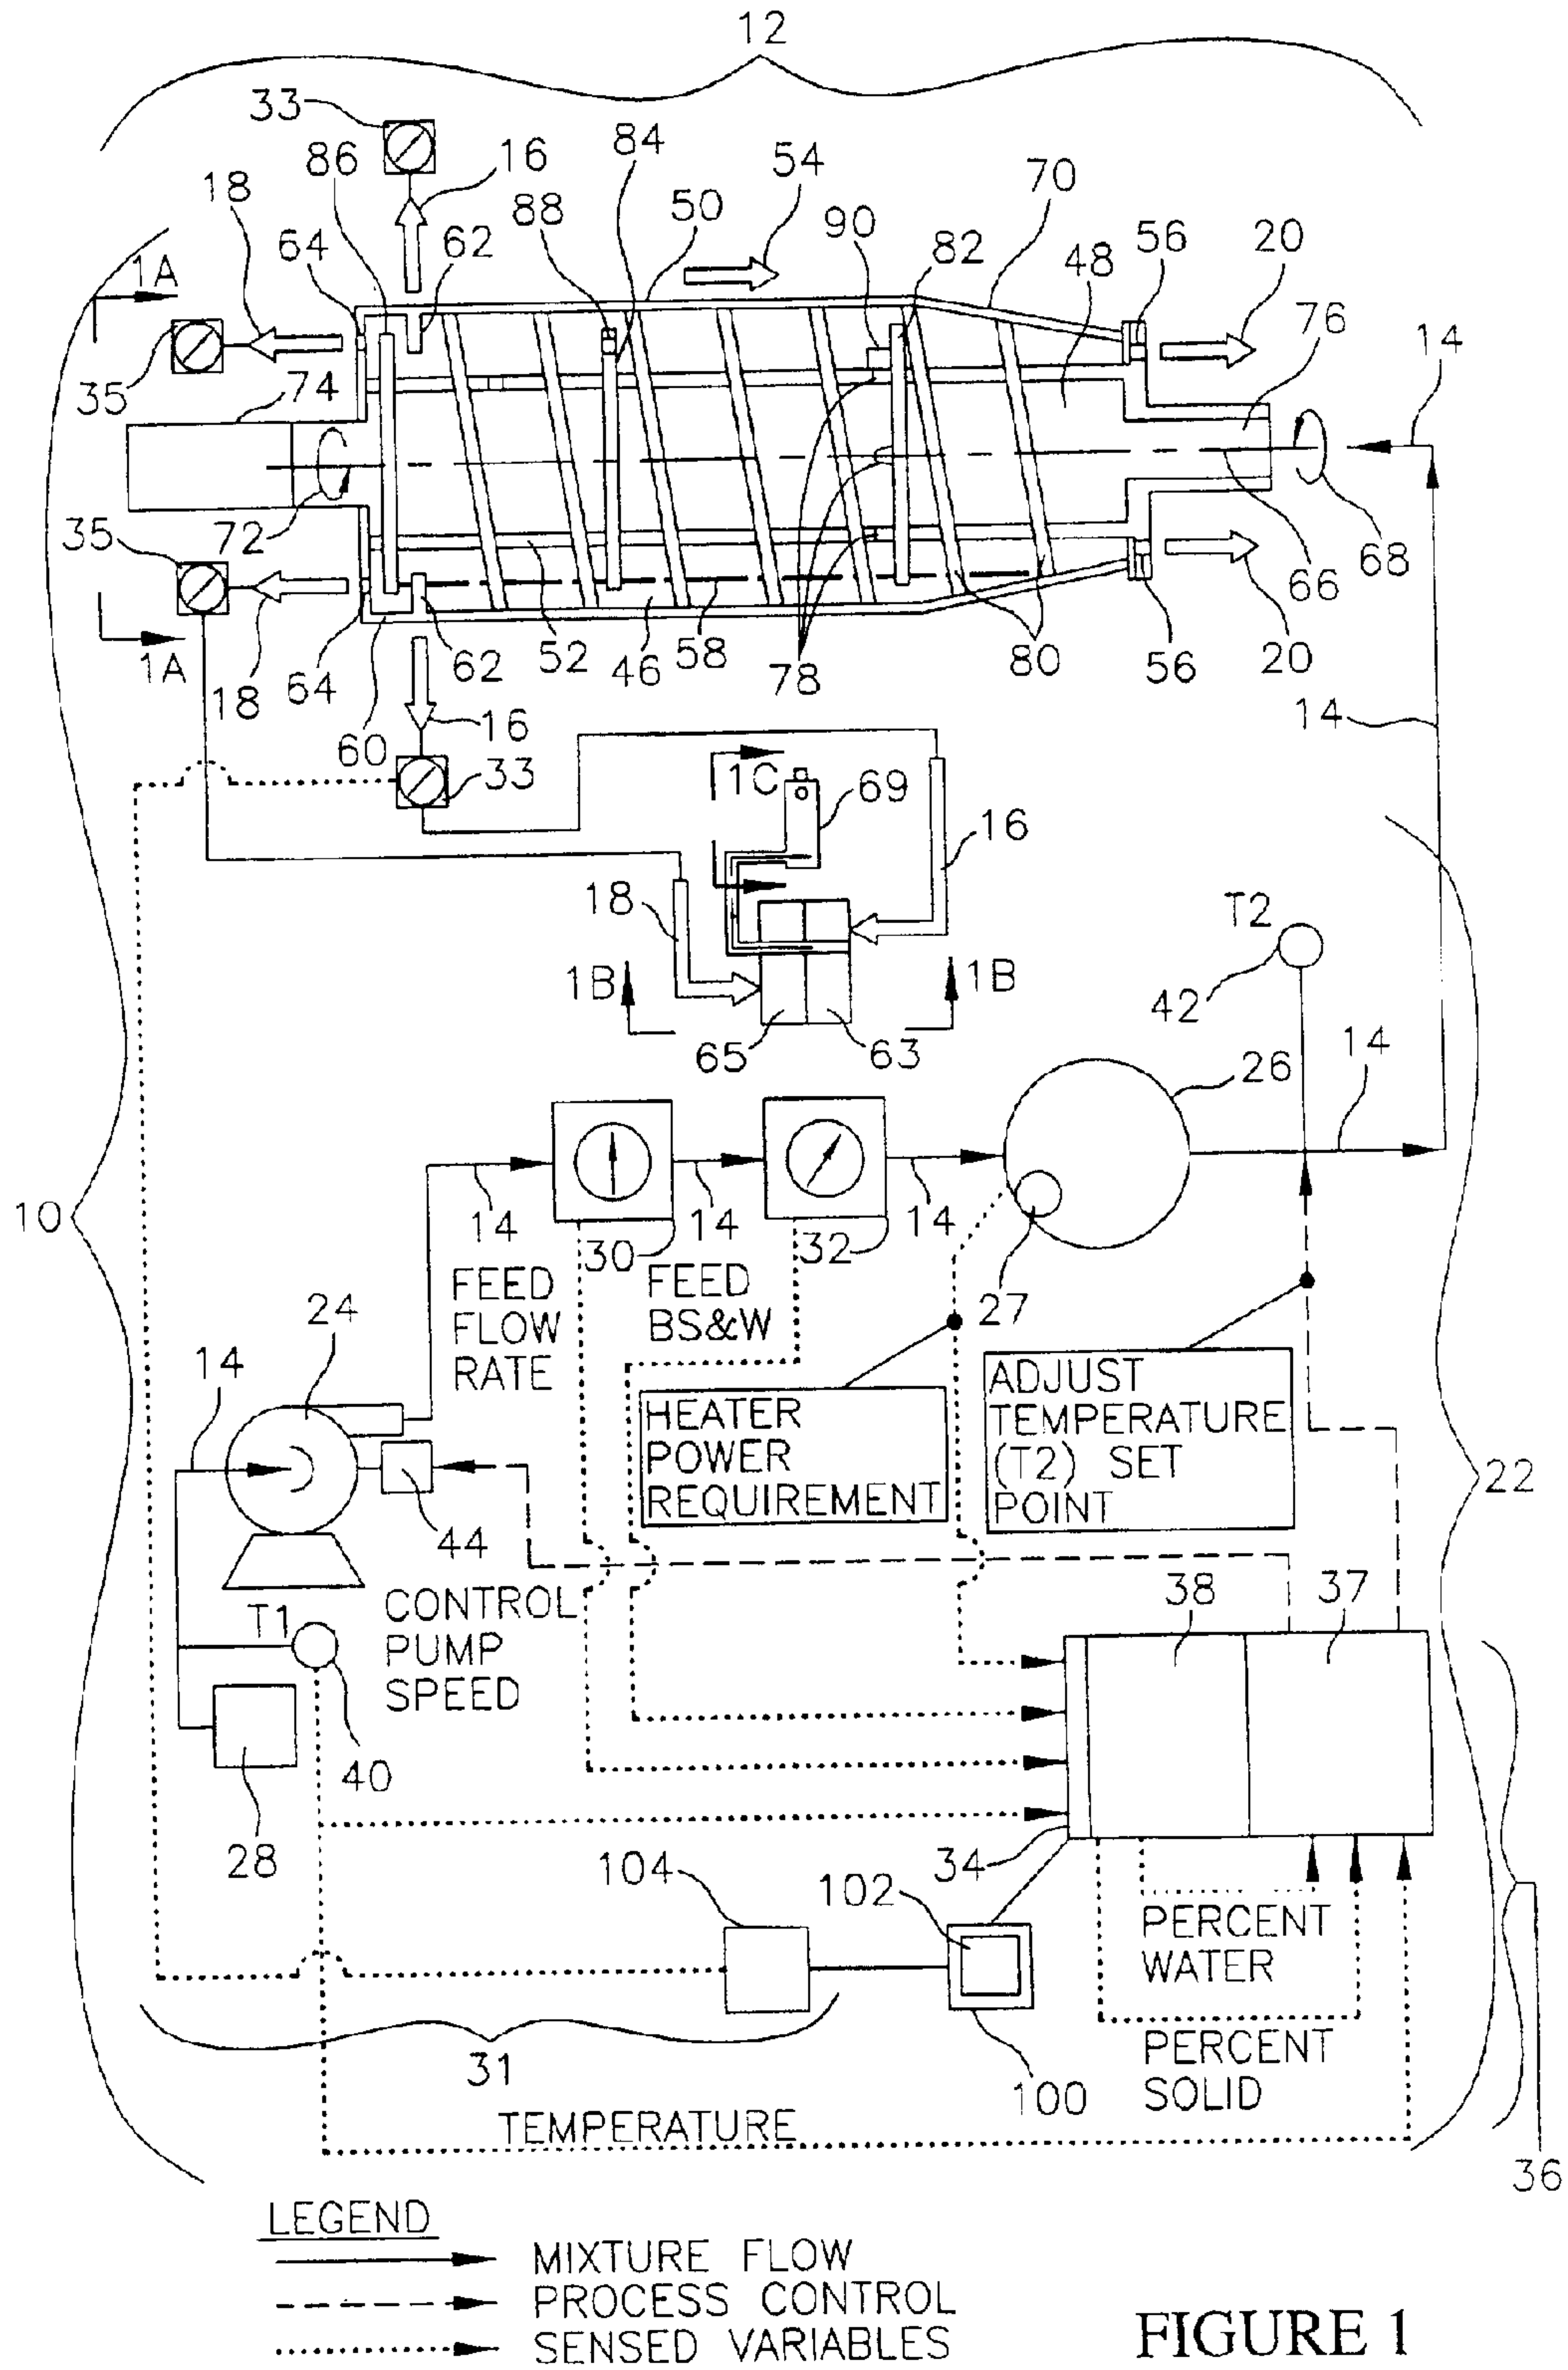 12
33
86
16
84
54
18
88
50
70
64
62
90
82
56
20
1A
48
76
14
35
74
35
72
68
66
1A
18
64
62
52
46
58
78
80
56
20
60
16
14
33
1C
69
16
18
T2
1B
1B
42
65
63
14
26
10
14
14
14
30
32
27
FEED
FLOW
RATE
FEED
BS&W
24
14
HEATER
POWER
REQUIREMENT
ADJUST
TEMPERATURE
(T2) SET
POINT
22
44
CONTROL
PUMP
SPEED
38
37
T1
40
28
34
104
102
PERCENT
WATER
31
100
PERCENT
SOLID
TEMPERATURE
36
LEGEND
MIXTURE FLOW
PROCESS CONTROL
SENSED VARIABLES
FIGURE 1